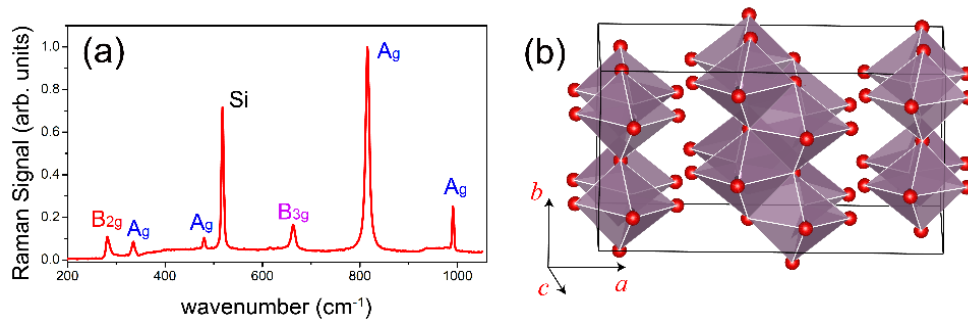 (a)
Raman Signal (arb. units)
1.0
0.8
0.6
0.4
0.2
0.0
B2g
Ag
Ag
Si
B3g
Ag
Ag
200 400 600 800 1000
wavenumber (cm-1)
(b)
b
c
a